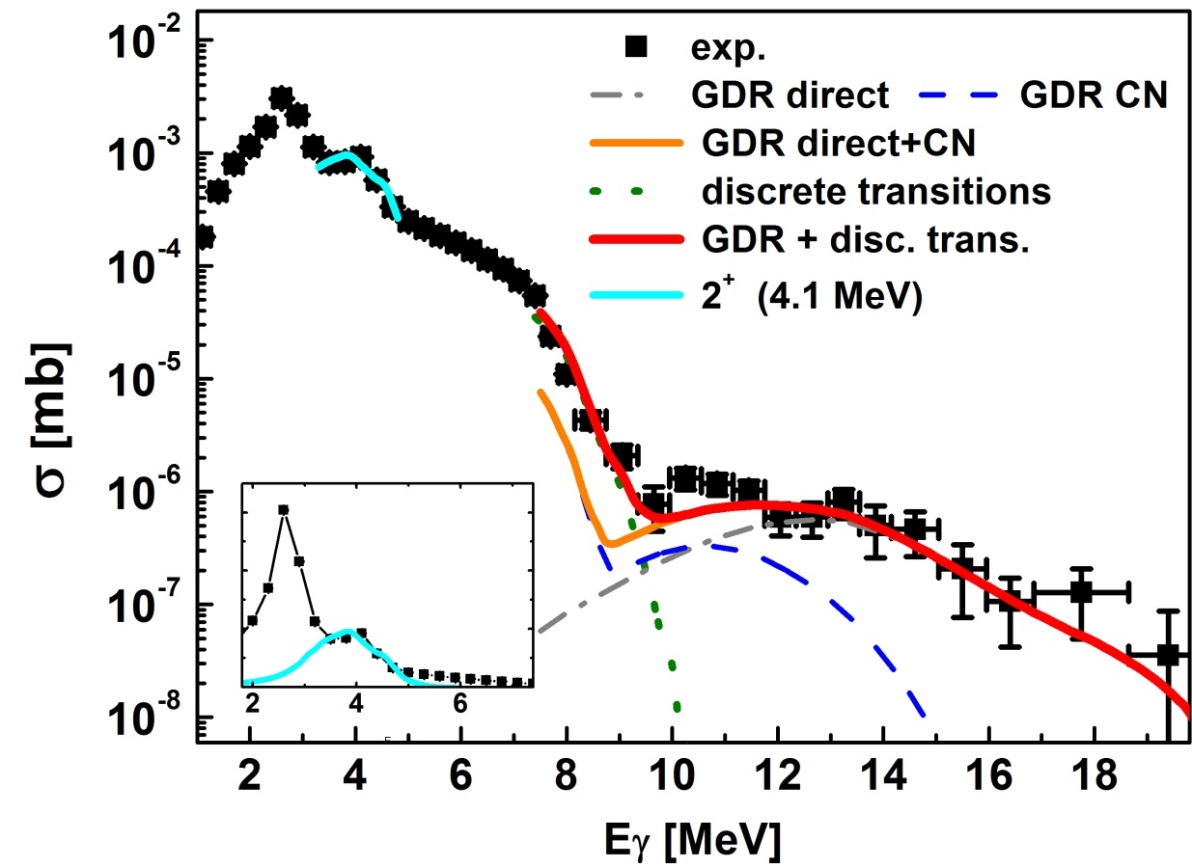 10⁻²
10⁻³
10⁻⁴
10⁻⁵
10⁻⁶
10⁻⁷
10⁻⁸
σ [mb]
exp.
GDR direct GDR CN
GDR direct+CN
discrete transitions
GDR + disc. trans.
2⁺ (4.1 MeV)
2 4 6
2 4 6 8 10 12 14 16 18
Eγ [MeV]